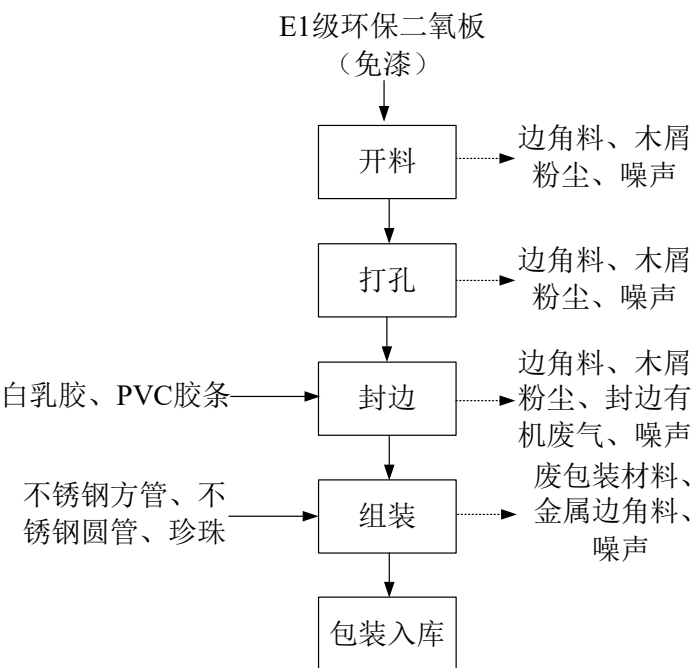 E1级环保二氧板
（免漆）
开料
边角料、木屑
粉尘、噪声
打孔
边角料、木屑
粉尘、噪声
白乳胶、PVC胶条
封边
边角料、木屑
粉尘、封边有
机废气、噪声
不锈钢方管、不
锈钢圆管、珍珠
组装
废包装材料、
金属边角料、
噪声
包装入库